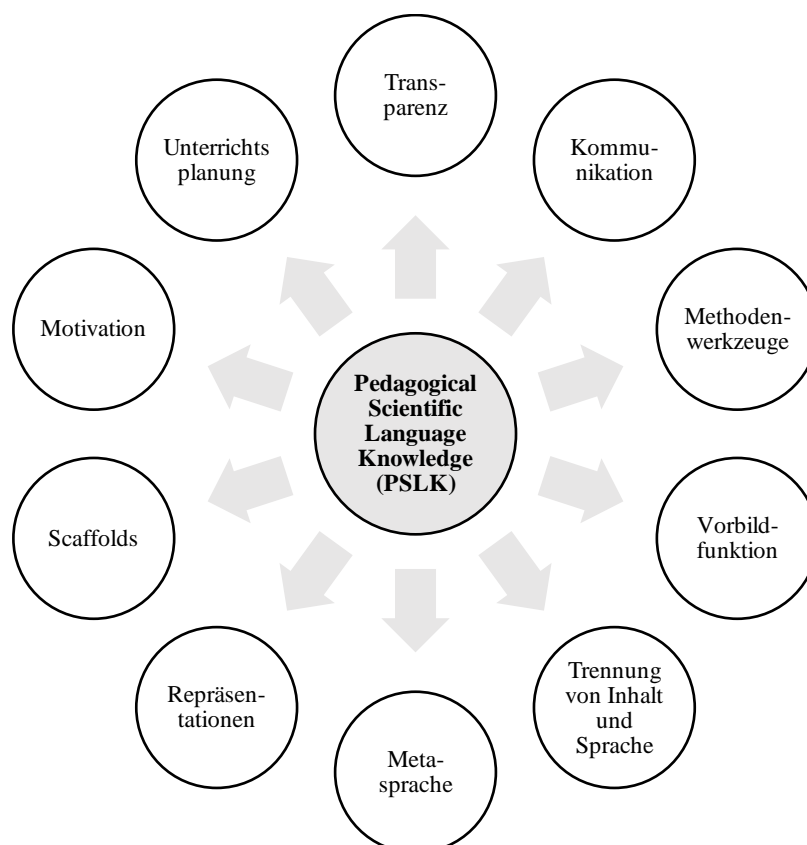 Trans-
parenz
Kommu-
nikation
Methoden-
werkzeuge
Vorbild-
funktion
Trennung
von Inhalt
und
Sprache
Meta-
sprache
Repräsen-
tationen
Scaffolds
Motivation
Unterrichts
planung
Pedagogical
Scientific
Language
Knowledge
(PSLK)